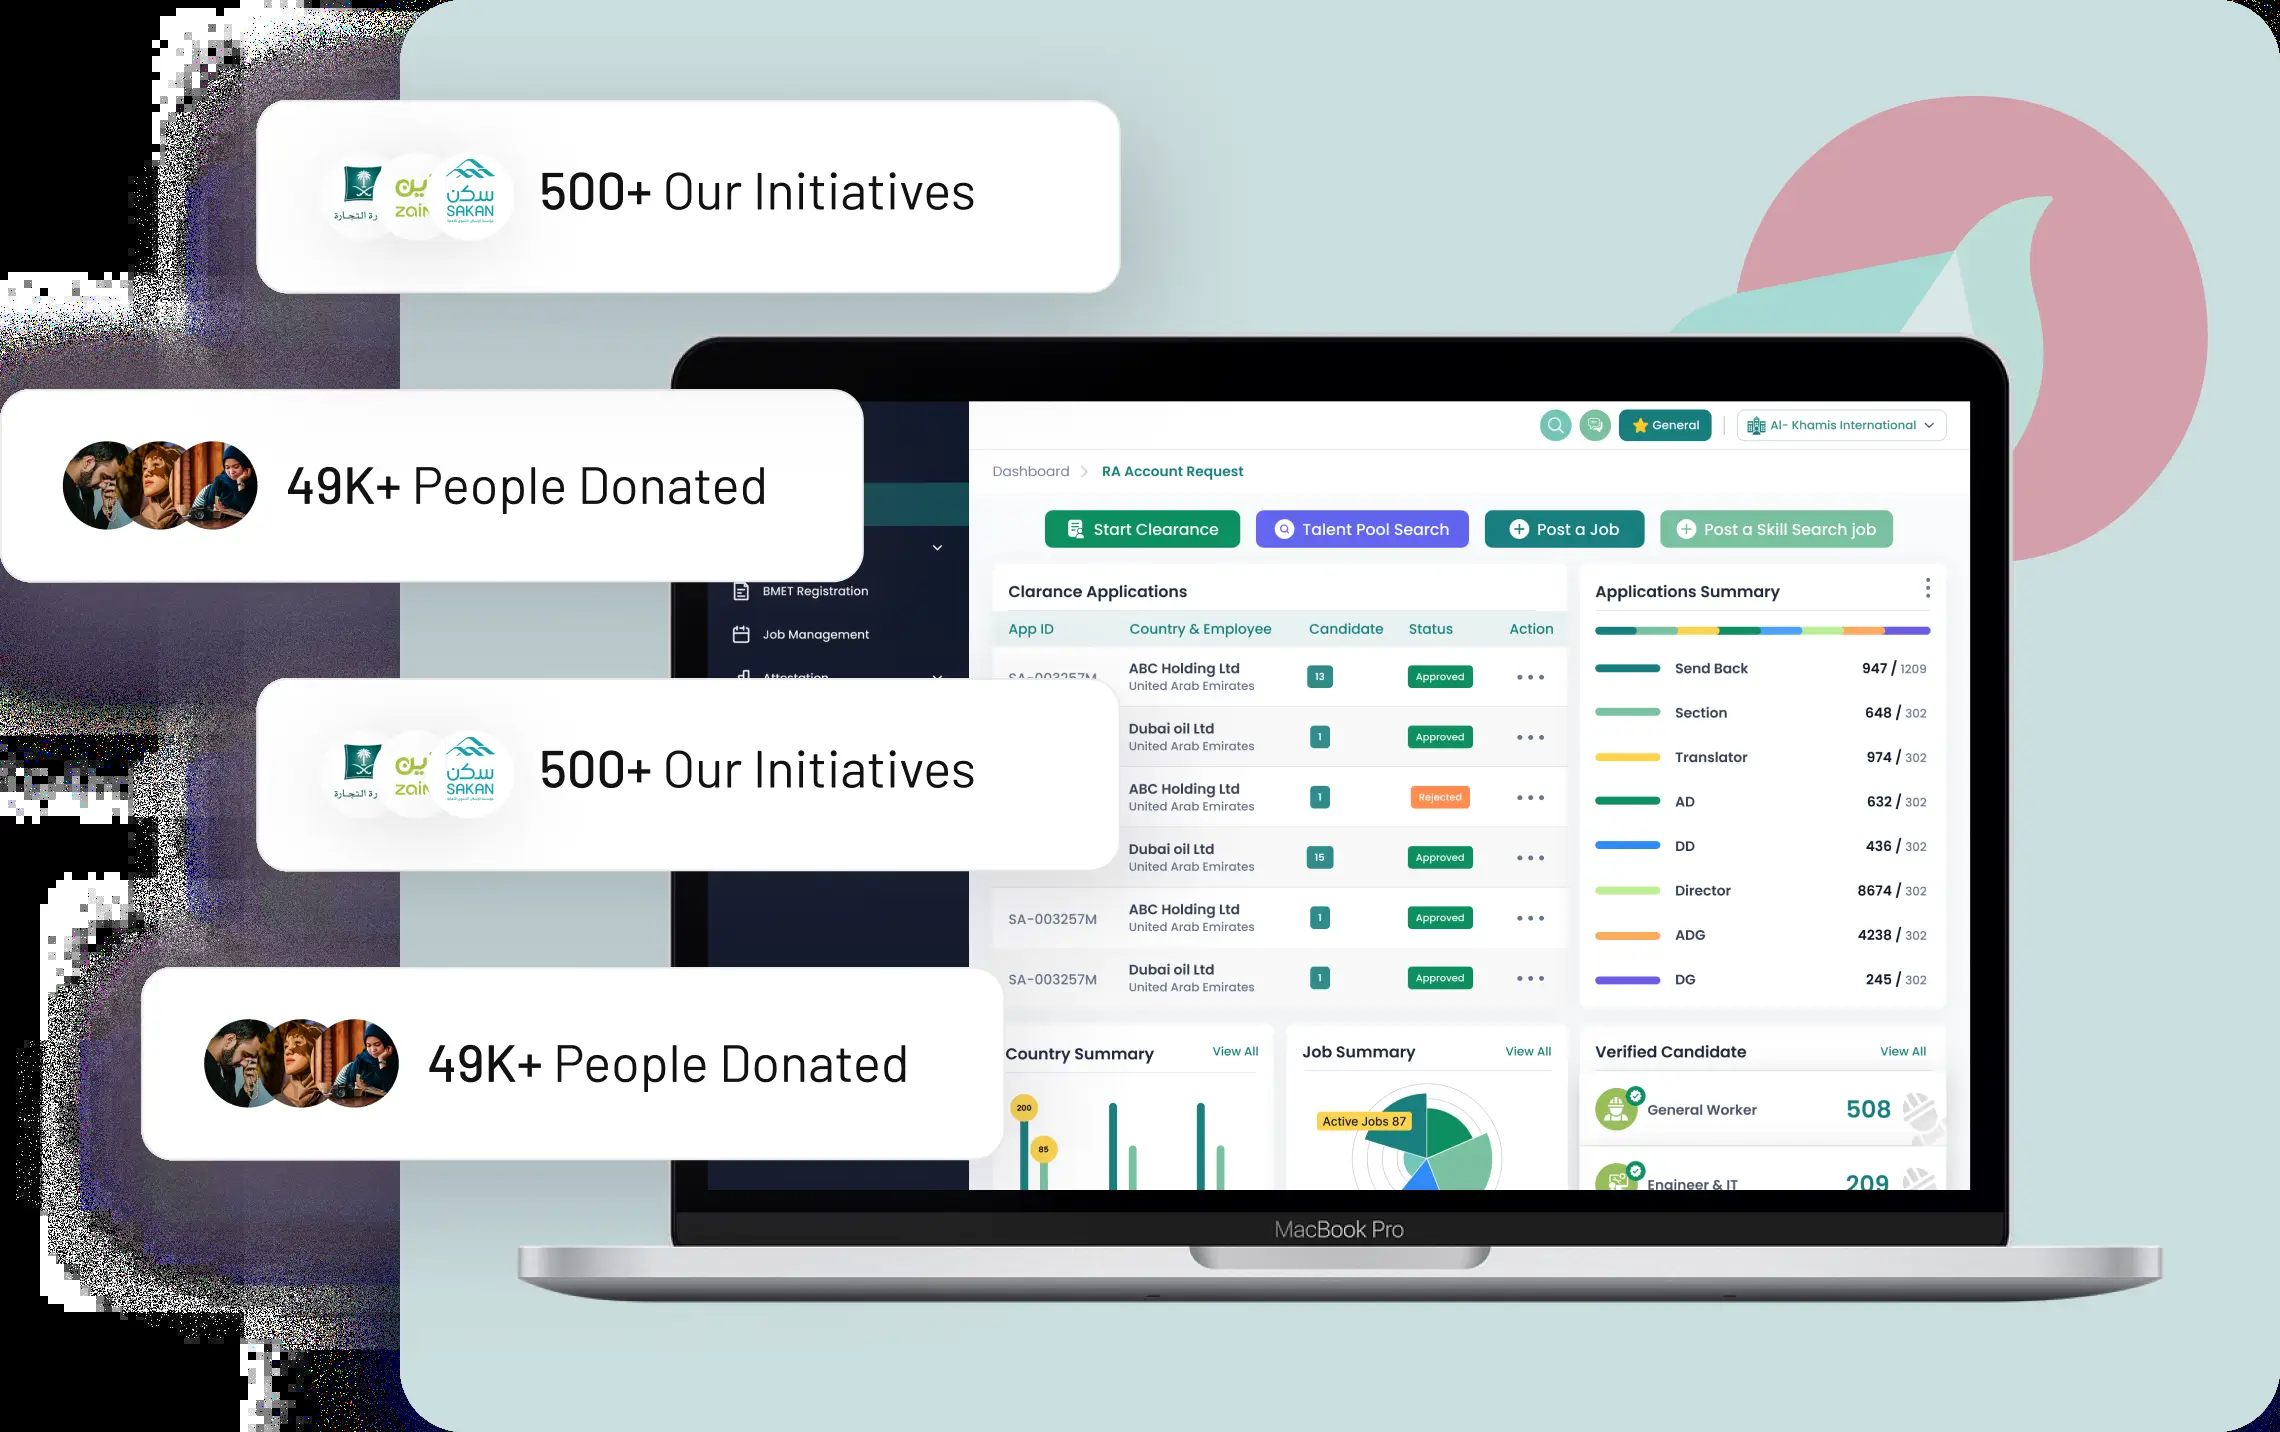 رة التجارة
زين
zain
سكن
SAKAN
500+ Our Initiatives
49K+ People Donated
General
Al- Khamis International
Dashboard
RA Account Request
Start Clearance
Talent Pool Search
Post a Job
Post a Skill Search job
BMET Registration
Job Management
Attestation
Clarance Applications
App ID Country & Employee Candidate Status Action
SA-003257M ABC Holding Ltd 13 Approved
United Arab Emirates
Dubai oil Ltd 1 Approved
United Arab Emirates
ABC Holding Ltd 1 Rejected
United Arab Emirates
Dubai oil Ltd 15 Approved
United Arab Emirates
SA-003257M ABC Holding Ltd 1 Approved
United Arab Emirates
SA-003257M Dubai oil Ltd 1 Approved
United Arab Emirates
Applications Summary
Send Back 947 / 1209
Section 648 / 302
Translator 974 / 302
AD 632 / 302
DD 436 / 302
Director 8674 / 302
ADG 4238 / 302
DG 245 / 302
رة التجارة
زين
zain
سكن
SAKAN
500+ Our Initiatives
49K+ People Donated
Country Summary View All
200
85
Job Summary View All
Active Jobs 87
Verified Candidate View All
General Worker 508
Engineer & IT 209
MacBook Pro